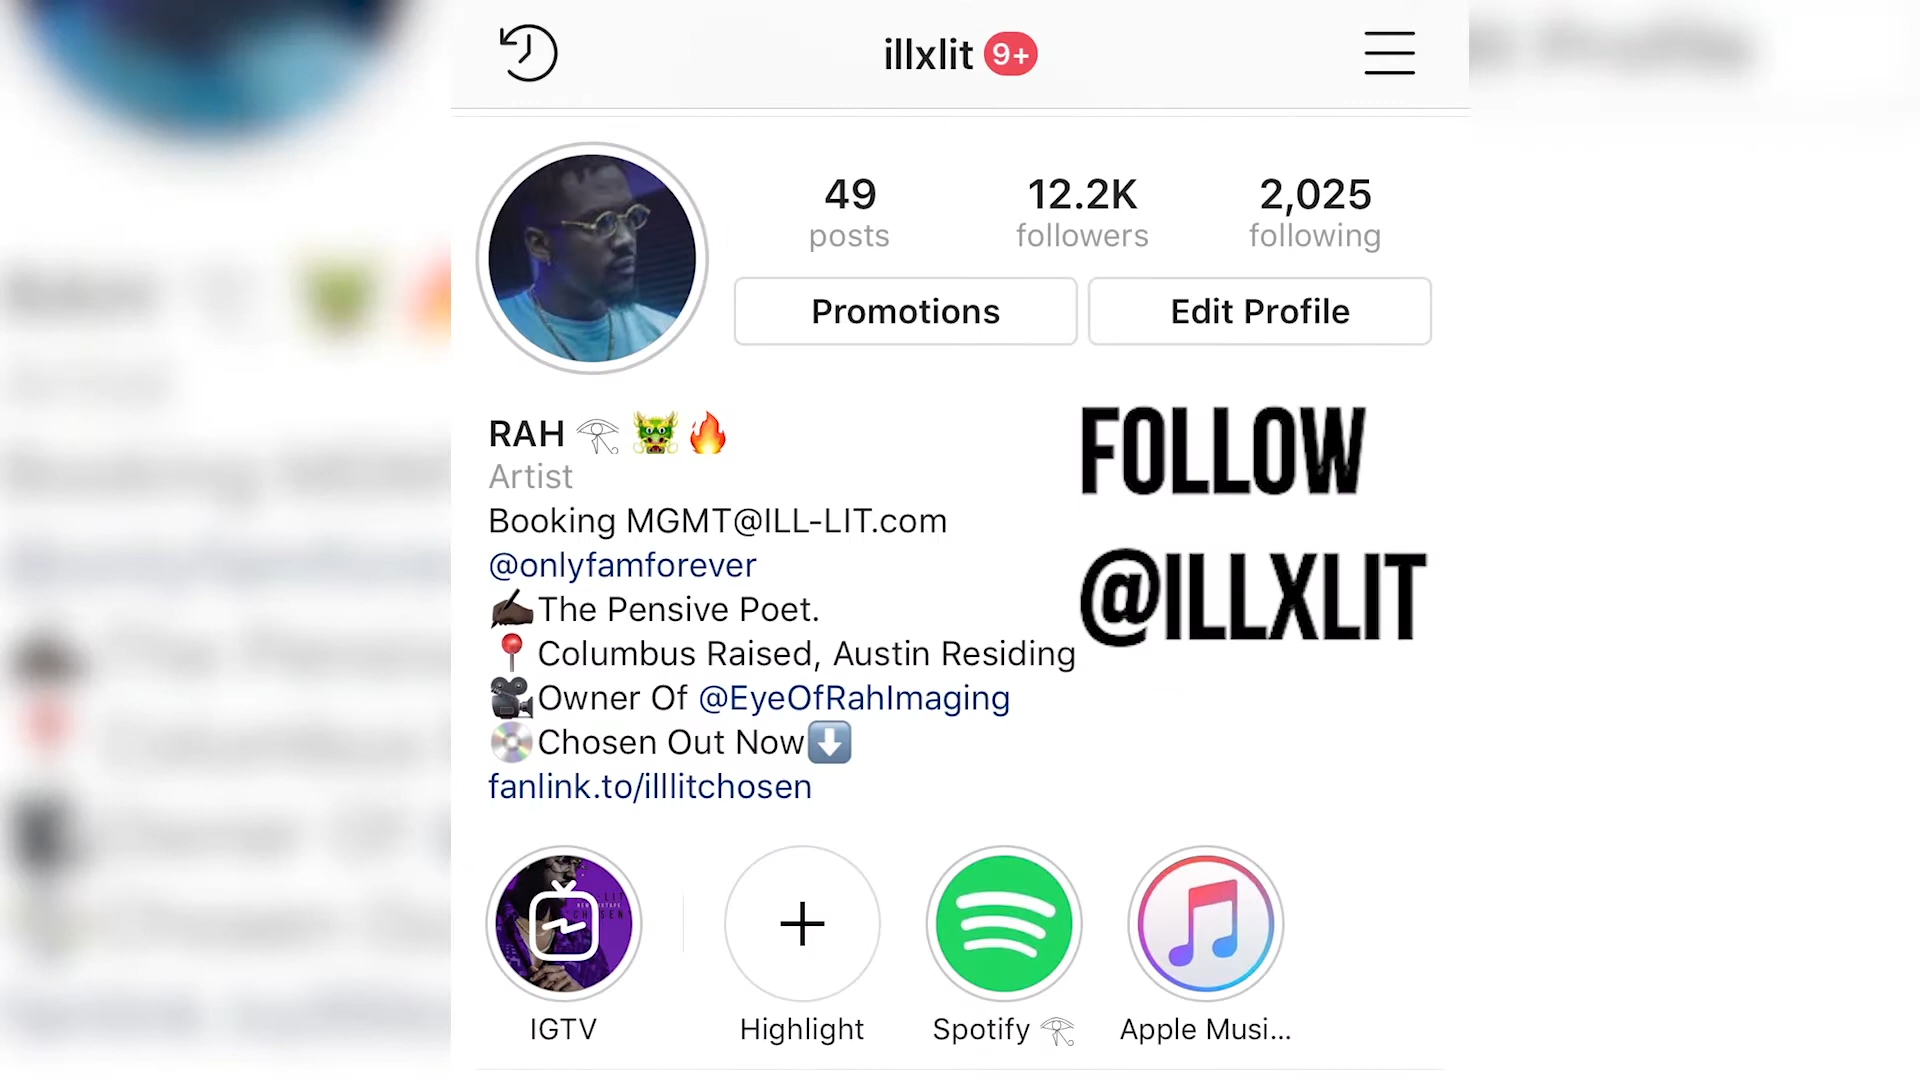 illxlit 9+
49 12.2K 2,025
posts followers following
Promotions Edit Profile
RAH
Artist
Booking MGMT@ILL-LIT.com
@onlyfamforever
The Pensive Poet.
Columbus Raised, Austin Residing
Owner Of @EyeOfRahImaging
Chosen Out Now
fanlink.to/illlitchosen
FOLLOW
@ILLXLIT
IGTV Highlight Spotify Apple Musi...